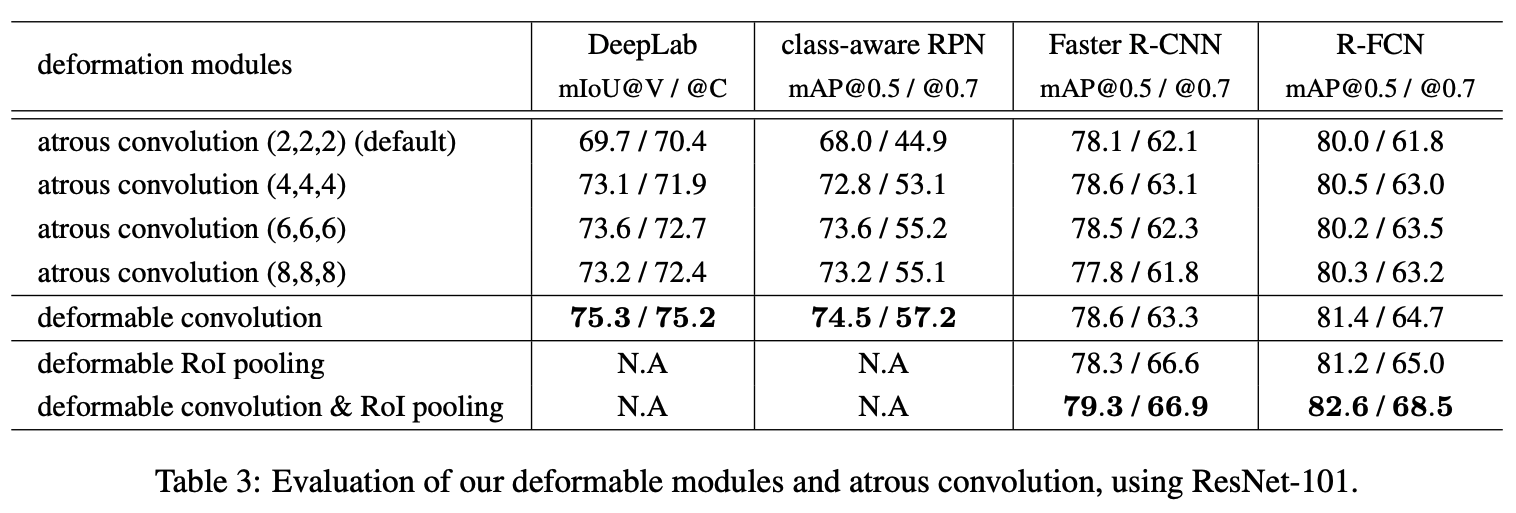 deformation modules DeepLab class-aware RPN Faster R-CNN R-FCN
mIoU@V / @C mAP@0.5 / @0.7 mAP@0.5 / @0.7 mAP@0.5 / @0.7
atrous convolution (2,2,2) (default) 69.7 / 70.4 68.0 / 44.9 78.1 / 62.1 80.0 / 61.8
atrous convolution (4,4,4) 73.1 / 71.9 72.8 / 53.1 78.6 / 63.1 80.5 / 63.0
atrous convolution (6,6,6) 73.6 / 72.7 73.6 / 55.2 78.5 / 62.3 80.2 / 63.5
atrous convolution (8,8,8) 73.2 / 72.4 73.2 / 55.1 77.8 / 61.8 80.3 / 63.2
deformable convolution 75.3 / 75.2 74.5 / 57.2 78.6 / 63.3 81.4 / 64.7
deformable RoI pooling N.A N.A 78.3 / 66.6 81.2 / 65.0
deformable convolution & RoI pooling N.A N.A 79.3 / 66.9 82.6 / 68.5
Table 3: Evaluation of our deformable modules and atrous convolution, using ResNet-101.